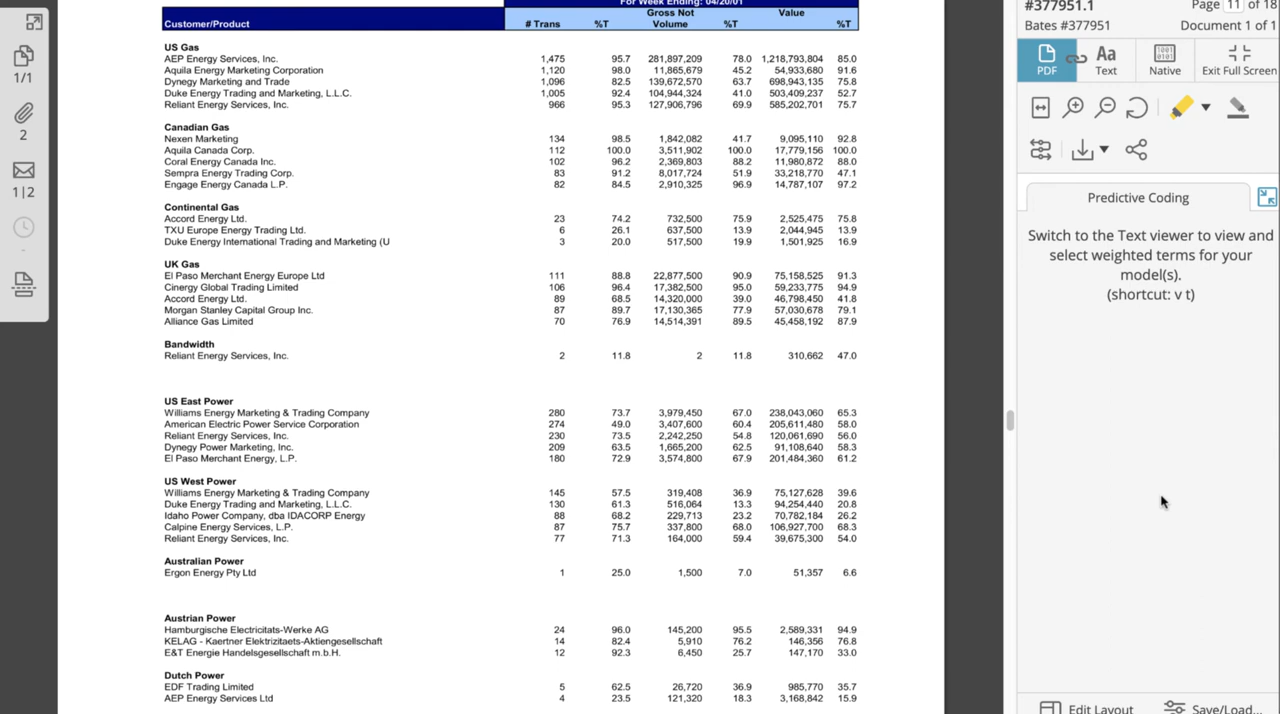 For Week Ending: 04/20/01
Customer/Product # Trans %T Gross Not Volume %T Value %T
US Gas
AEP Energy Services, Inc. 1,475 95.7 281,897,209 78.0 1,218,793,804 85.0
Aquila Energy Marketing Corporation 1,120 98.0 11,865,679 45.2 54,933,680 91.6
Dynegy Marketing and Trade 1,096 82.5 139,672,570 63.7 698,943,135 75.8
Duke Energy Trading and Marketing, L.L.C. 1,005 92.4 104,944,324 41.0 503,409,237 52.7
Reliant Energy Services, Inc. 966 95.3 127,906,796 69.9 585,202,701 75.7
Canadian Gas
Nexen Marketing 134 98.5 1,842,082 41.7 9,095,110 92.8
Aquila Canada Corp. 112 100.0 3,511,902 100.0 17,779,156 100.0
Coral Energy Canada Inc. 102 96.2 2,369,803 88.2 11,980,872 88.0
Sempra Energy Trading Corp. 83 91.2 8,017,724 51.9 33,218,770 47.1
Engage Energy Canada L.P. 82 84.5 2,910,325 96.9 14,787,107 97.2
Continental Gas
Accord Energy Ltd. 23 74.2 732,500 75.9 2,525,475 75.8
TXU Europe Energy Trading Ltd. 6 26.1 637,500 13.9 2,044,945 13.9
Duke Energy International Trading and Marketing (U 3 20.0 517,500 19.9 1,501,925 16.9
UK Gas
El Paso Merchant Energy Europe Ltd 111 88.8 22,877,500 90.9 75,158,525 91.3
Cinergy Global Trading Limited 106 96.4 17,382,500 95.0 59,233,775 94.9
Accord Energy Ltd. 89 68.5 14,320,000 39.0 46,798,450 41.8
Morgan Stanley Capital Group Inc. 87 89.7 17,130,365 77.9 57,030,678 79.1
Alliance Gas Limited 70 76.9 14,514,391 89.5 45,458,192 87.9
Bandwidth
Reliant Energy Services, Inc. 2 11.8 2 11.8 310,662 47.0
US East Power
Williams Energy Marketing & Trading Company 280 73.7 3,979,450 67.0 238,043,060 65.3
American Electric Power Service Corporation 274 49.0 3,407,600 60.4 205,611,480 58.0
Reliant Energy Services, Inc. 230 73.5 2,242,250 54.8 120,061,690 56.0
Dynegy Power Marketing, Inc. 209 63.5 1,665,200 62.5 91,108,640 58.3
El Paso Merchant Energy, L.P. 180 72.9 3,574,800 67.9 201,484,360 61.2
US West Power
Williams Energy Marketing & Trading Company 145 57.5 319,408 36.9 75,127,628 39.6
Duke Energy Trading and Marketing, L.L.C. 130 61.3 516,064 13.3 94,254,440 20.8
Idaho Power Company, dba IDACORP Energy 88 68.2 229,713 23.2 70,782,184 26.2
Calpine Energy Services, L.P. 87 75.7 337,800 68.0 106,927,700 68.3
Reliant Energy Services, Inc. 77 71.3 164,000 59.4 39,675,300 54.0
Australian Power
Ergon Energy Pty Ltd 1 25.0 1,500 7.0 51,357 6.6
Austrian Power
Hamburgische Electricitats-Werke AG 24 96.0 145,200 95.5 2,589,331 94.9
KELAG - Kaertner Elektrizitaets-Aktiengesellschaft 14 82.4 5,910 76.2 146,356 76.8
E&T Energie Handelsgesellschaft m.b.H. 12 92.3 6,450 25.7 147,170 33.0
Dutch Power
EDF Trading Limited 5 62.5 26,720 36.9 985,770 35.7
AEP Energy Services Ltd 4 23.5 121,320 18.3 3,168,842 15.9
1/1
2
1|2
#377951.1 Page 11 of 18
Bates #377951 Document 1 of 1
PDF Text Native Exit Full Screen
Predictive Coding
Switch to the Text viewer to view and
select weighted terms for your
model(s).
(shortcut: v t)
Edit Layout Save/Load...